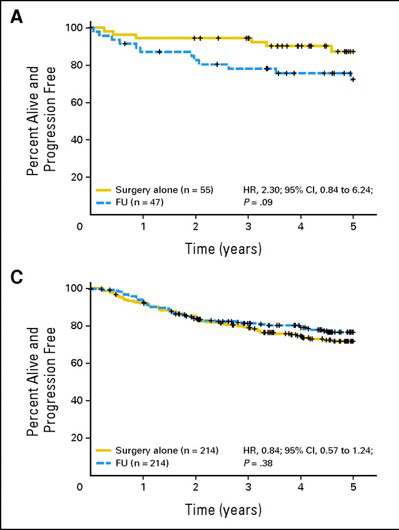 A
Percent Alive and
Progression Free
100
80
60
40
20
0
1
2
3
4
5
Surgery alone (n = 55)
FU (n = 47)
HR, 2.30; 95% CI, 0.84 to 6.24;
P = .09
Time (years)
C
Percent Alive and
Progression Free
100
80
60
40
20
0
1
2
3
4
5
Surgery alone (n = 214)
FU (n = 214)
HR, 0.84; 95% CI, 0.57 to 1.24;
P = .38
Time (years)